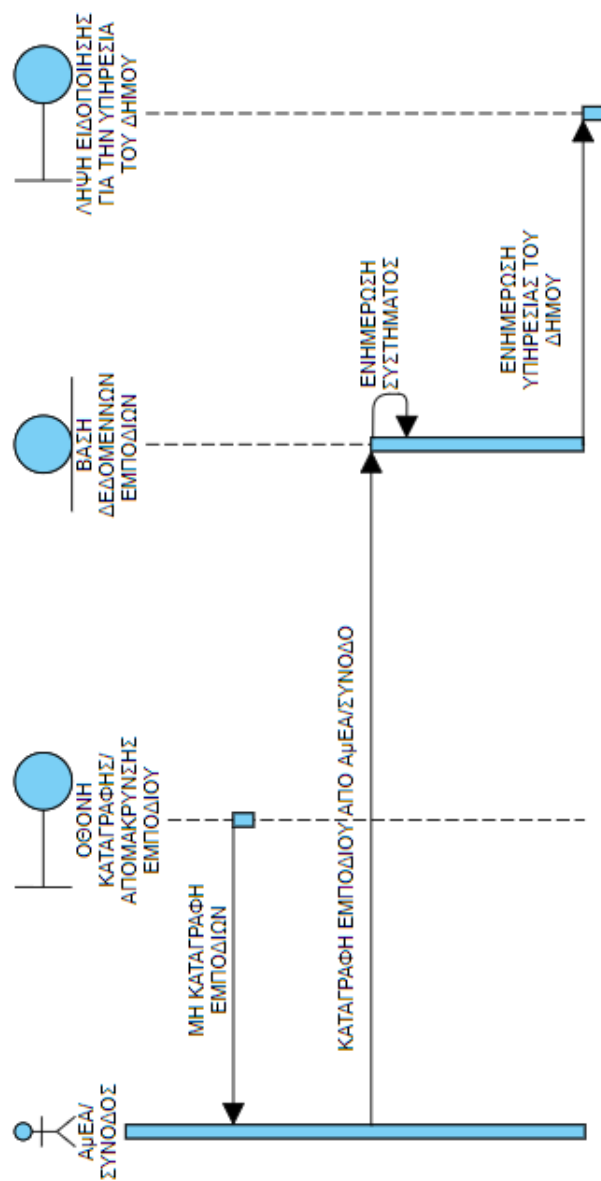 ΑμΕΑ/
ΣΥΝΟΔΟΣ
ΟΘΟΝΗ
ΚΑΤΑΓΡΑΦΗΣ/
ΑΠΟΜΑΚΡΥΝΣΗΣ
ΕΜΠΟΔΙΟΥ
ΒΑΣΗ
ΔΕΔΟΜΕΝΝΩΝ
ΕΜΠΟΔΙΩΝ
ΛΗΨΗ ΕΙΔΟΠΟΙΗΣΗΣ
ΓΙΑ ΤΗΝ ΥΠΗΡΕΣΙΑ
ΤΟΥ ΔΗΜΟΥ
ΜΗ ΚΑΤΑΓΡΑΦΗ
ΕΜΠΟΔΙΩΝ
ΚΑΤΑΓΡΑΦΗ ΕΜΠΟΔΙΟΥ ΑΠΟ ΑμΕΑ/ΣΥΝΟΔΟ
ΕΝΗΜΕΡΩΣΗ
ΣΥΣΤΗΜΑΤΟΣ
ΕΝΗΜΕΡΩΣΗ
ΥΠΗΡΕΣΙΑΣ ΤΟΥ
ΔΗΜΟΥ